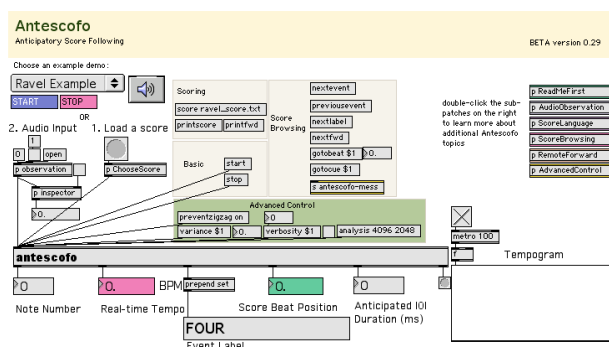 Antescofo
Anticipatory Score Following
BETA version 0.29
Choose an example demo:
Ravel Example
START
STOP
OR
2. Audio Input
1. Load a score
1
0
open
p observation
p ChooseScore
p inspector
0.
Scoring
score ravel_score.txt
printscore
printfwd
Basic
start
stop
Score
Browsing
nextevent
previousevent
nextlabel
nextfwd
gotobeat $1
0.
gotocue $1
s antescofo-mess
Advanced Control
preventzigzag on
0
variance $1
0.
verbosity $1
analysis 4096 2048
double-click the sub-
patches on the right
to learn more about
additional Antescofo
topics
p ReadMeFirst
p AudioObservation
p ScoreLanguage
p ScoreBrowsing
p RemoteForward
p AdvancedControl
metro 100
f
Tempogram
antescofo
0
Note Number
0.
BPM
Real-time Tempo
prepend set
0.
Score Beat Position
0
Anticipated IOI
Duration (ms)
FOUR
Event Label